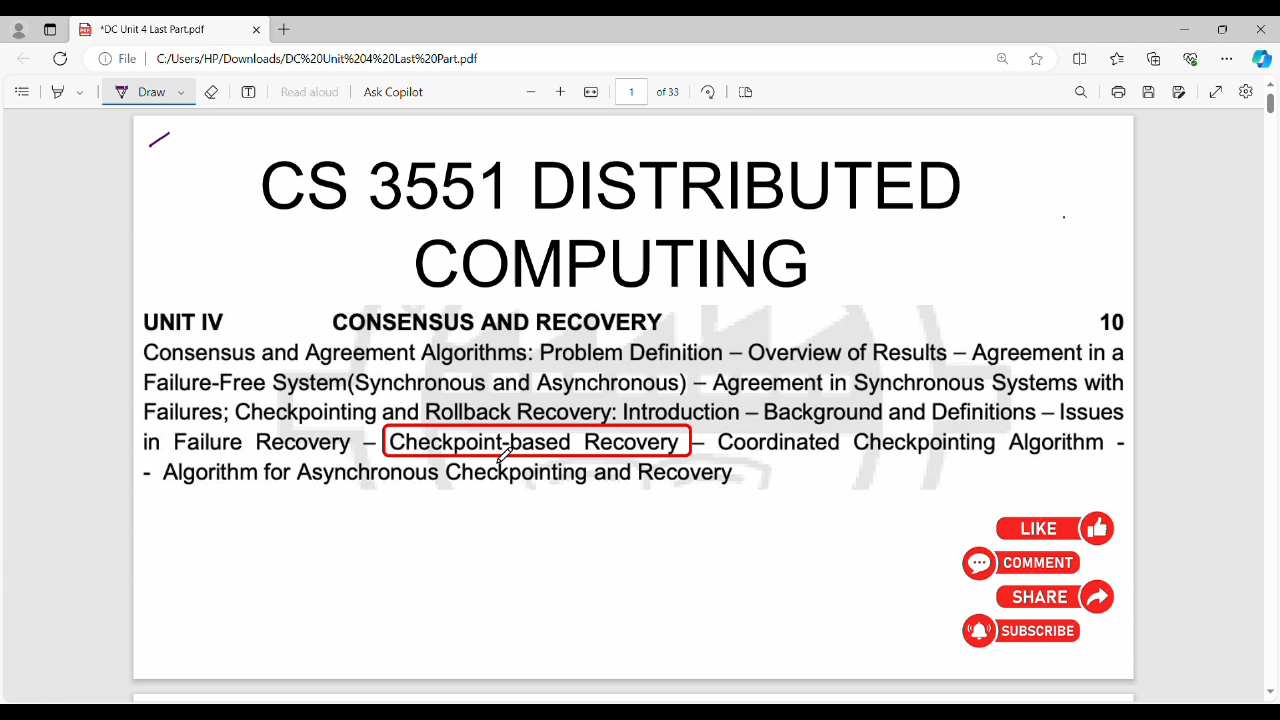 *DC Unit 4 Last Part.pdf
File
C:/Users/HP/Downloads/DC%20Unit%204%20Last%20Part.pdf
Draw
Read aloud
Ask Copilot
1
of 33
CS 3551 DISTRIBUTED
COMPUTING
UNIT IV CONSENSUS AND RECOVERY 10
Consensus and Agreement Algorithms: Problem Definition – Overview of Results – Agreement in a
Failure-Free System(Synchronous and Asynchronous) – Agreement in Synchronous Systems with
Failures; Checkpointing and Rollback Recovery: Introduction – Background and Definitions – Issues
in Failure Recovery – Checkpoint-based Recovery – Coordinated Checkpointing Algorithm -
- Algorithm for Asynchronous Checkpointing and Recovery
LIKE
COMMENT
SHARE
SUBSCRIBE